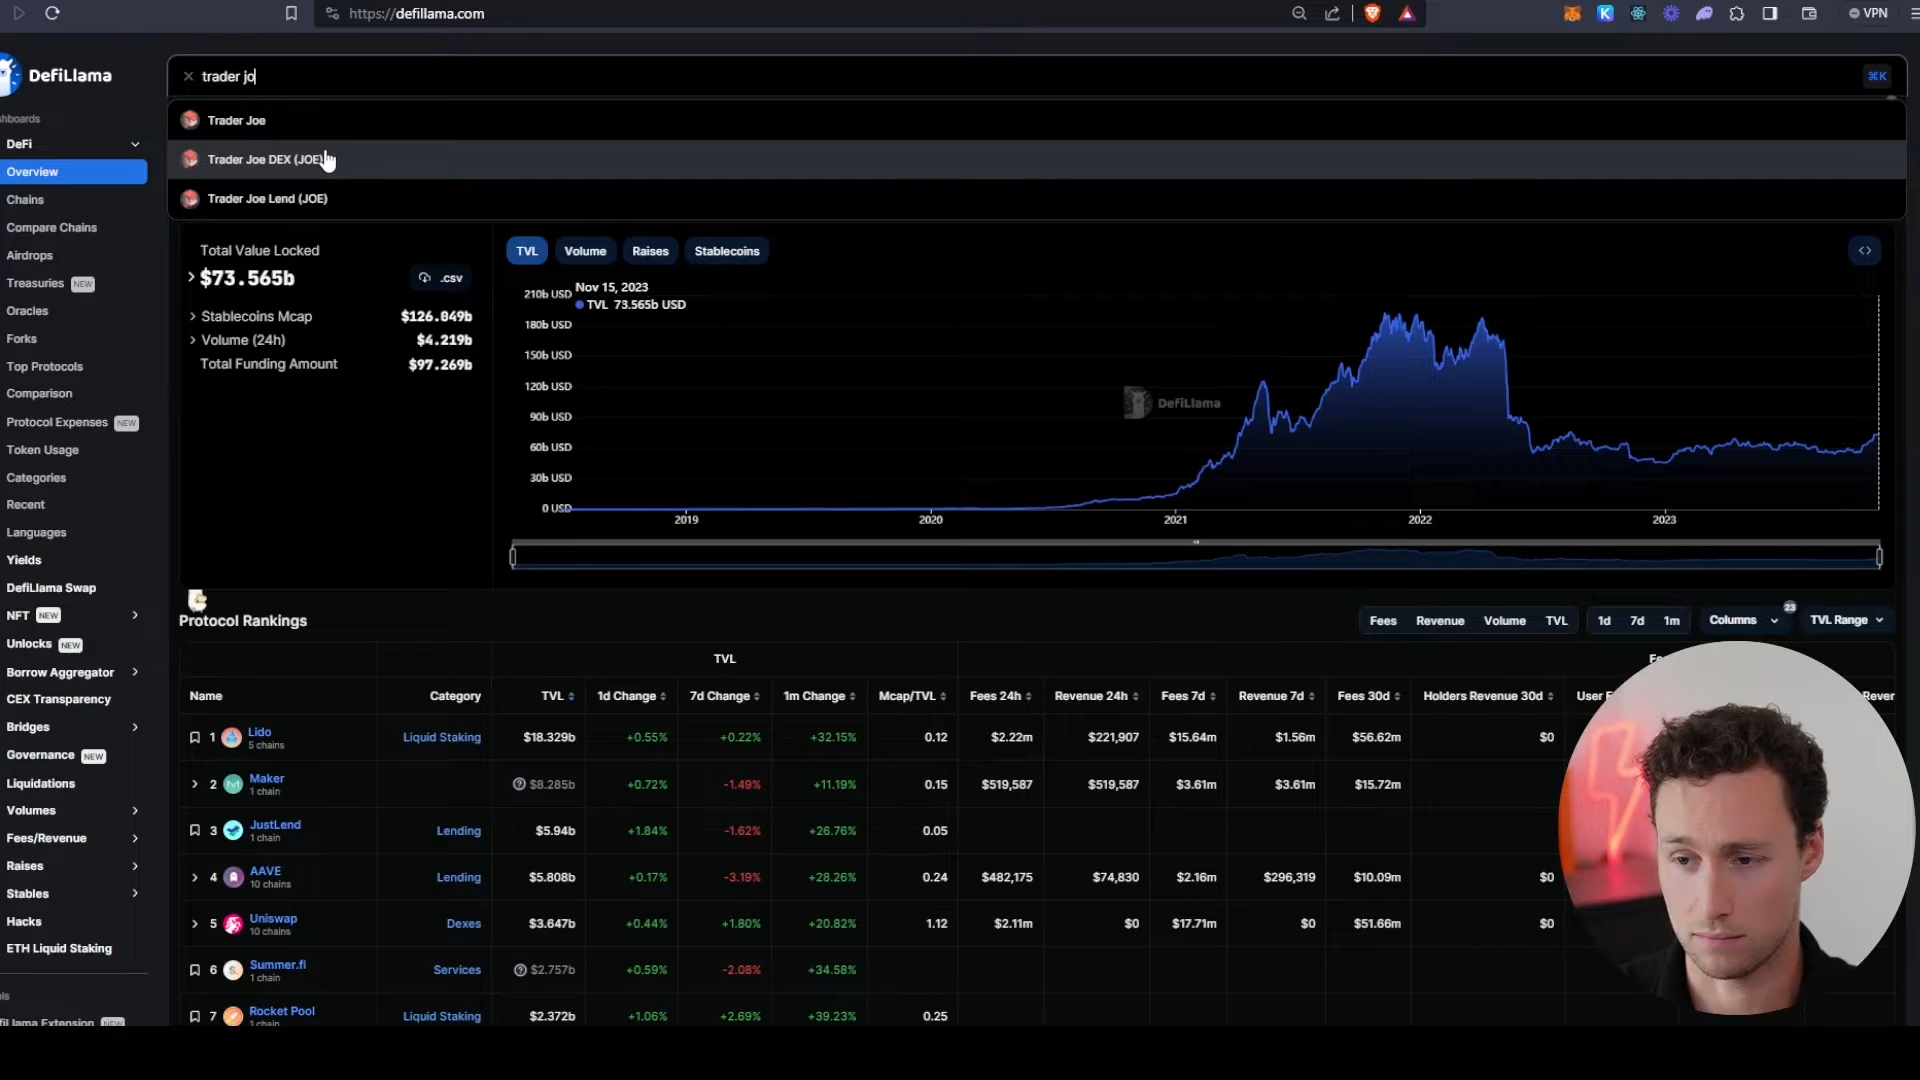 https://defillama.com
VPN
DefiLlama
trader jo
⌘K
Trader Joe
Trader Joe DEX (JOE)
Trader Joe Lend (JOE)
hboards
DeFi
Overview
Chains
Compare Chains
Airdrops
Treasuries NEW
Oracles
Forks
Top Protocols
Comparison
Protocol Expenses NEW
Token Usage
Categories
Recent
Languages
Yields
DefiLlama Swap
NFT NEW
Unlocks NEW
Borrow Aggregator
CEX Transparency
Bridges
Governance NEW
Liquidations
Volumes
Fees/Revenue
Raises
Stables
Hacks
ETH Liquid Staking
ls
fiLlama Extension NEW
Total Value Locked
$73.565b
.csv
Stablecoins Mcap $126.049b
Volume (24h) $4.219b
Total Funding Amount $97.269b
TVL Volume Raises Stablecoins
Nov 15, 2023
TVL 73.565b USD
210b USD
180b USD
150b USD
120b USD
90b USD
60b USD
30b USD
0 USD
DefiLlama
2019 2020 2021 2022 2023
Protocol Rankings
Fees Revenue Volume TVL 1d 7d 1m Columns 23 TVL Range
TVL Fe
Name Category TVL 1d Change 7d Change 1m Change Mcap/TVL Fees 24h Revenue 24h Fees 7d Revenue 7d Fees 30d Holders Revenue 30d User F Rever
1 Lido 5 chains Liquid Staking $18.329b +0.55% +0.22% +32.15% 0.12 $2.22m $221,907 $15.64m $1.56m $56.62m $0
2 Maker 1 chain $8.285b +0.72% -1.49% +11.19% 0.15 $519,587 $519,587 $3.61m $3.61m $15.72m
3 JustLend 1 chain Lending $5.94b +1.84% -1.62% +26.76% 0.05
4 AAVE 10 chains Lending $5.808b +0.17% -3.19% +28.26% 0.24 $482,175 $74,830 $2.16m $296,319 $10.09m $0
5 Uniswap 10 chains Dexes $3.647b +0.44% +1.80% +20.82% 1.12 $2.11m $0 $17.71m $0 $51.66m $0
6 Summer.fi 1 chain Services $2.757b +0.59% -2.08% +34.58%
7 Rocket Pool 1 chain Liquid Staking $2.372b +1.06% +2.69% +39.23% 0.25